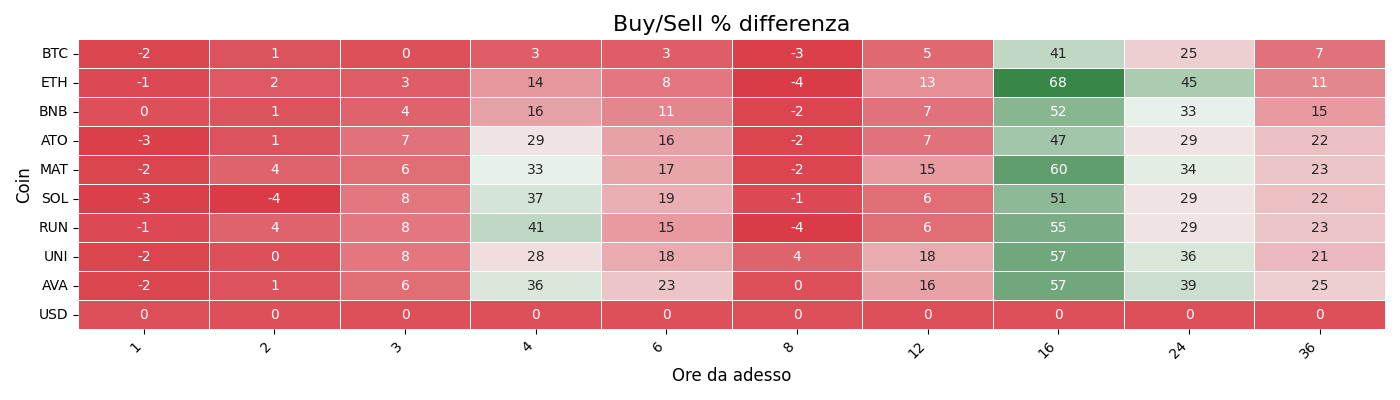 Buy/Sell % differenza
Coin
BTC -2 1 0 3 3 -3 5 41 25 7
ETH -1 2 3 14 8 -4 13 68 45 11
BNB 0 1 4 16 11 -2 7 52 33 15
ATO -3 1 7 29 16 -2 7 47 29 22
MAT -2 4 6 33 17 -2 15 60 34 23
SOL -3 -4 8 37 19 -1 6 51 29 22
RUN -1 4 8 41 15 -4 6 55 29 23
UNI -2 0 8 28 18 4 18 57 36 21
AVA -2 1 6 36 23 0 16 57 39 25
USD 0 0 0 0 0 0 0 0 0 0
1 2 3 4 6 8 12 16 24 36
Ore da adesso